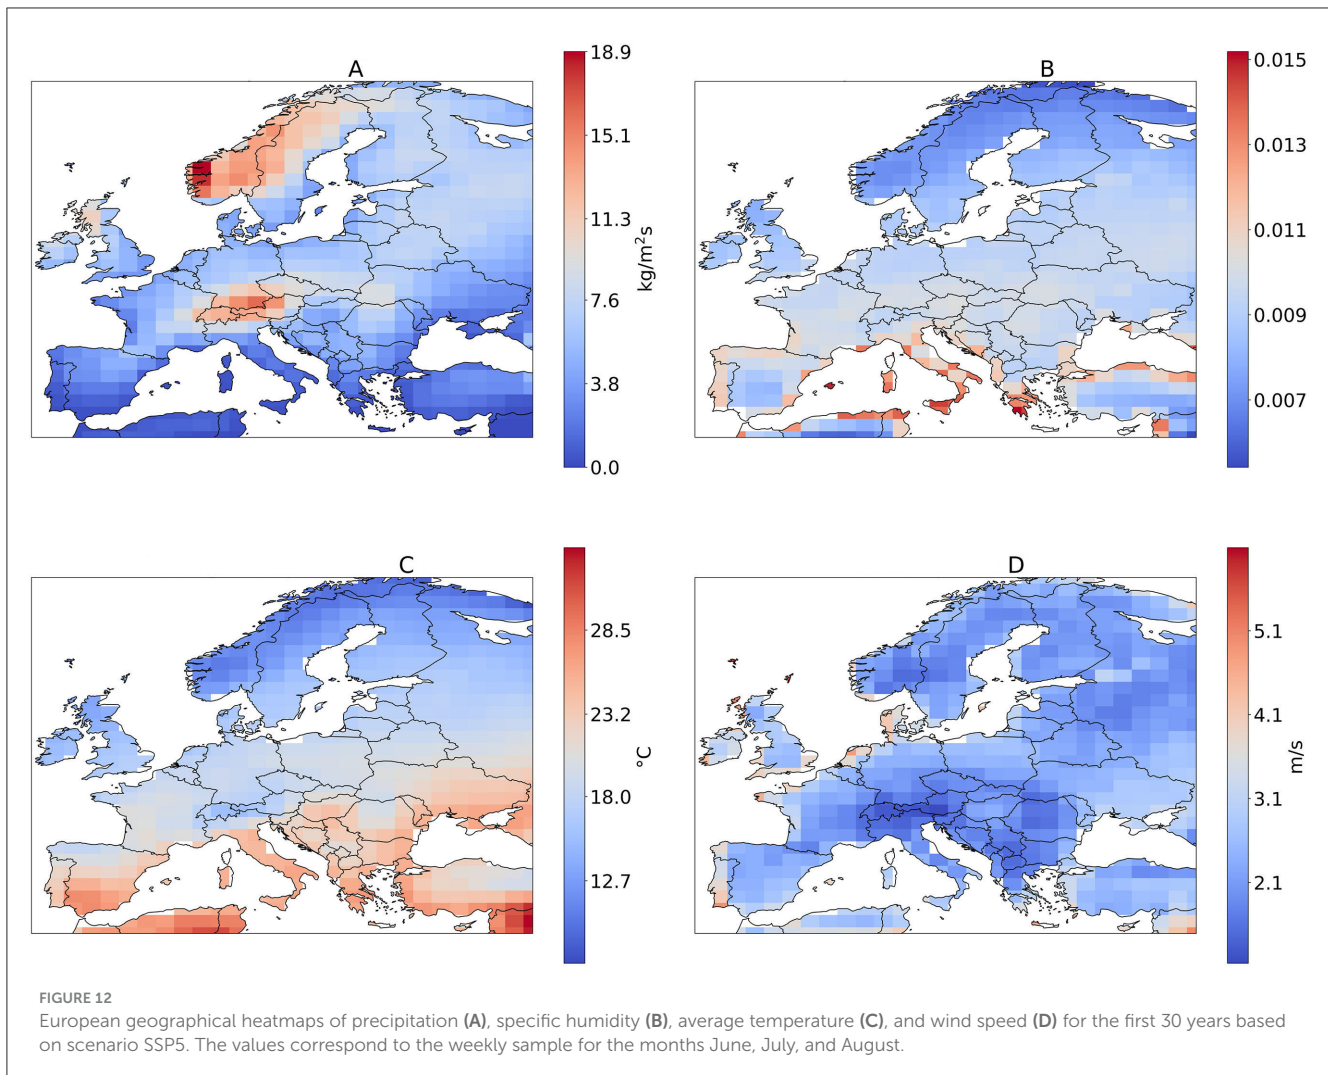 A
18.9
15.1
11.3
7.6
3.8
0.0
kg/m²s
B
0.015
0.013
0.011
0.009
0.007
C
28.5
23.2
18.0
12.7
°C
D
5.1
4.1
3.1
2.1
m/s
FIGURE 12
European geographical heatmaps of precipitation (A), specific humidity (B), average temperature (C), and wind speed (D) for the first 30 years based
on scenario SSP5. The values correspond to the weekly sample for the months June, July, and August.